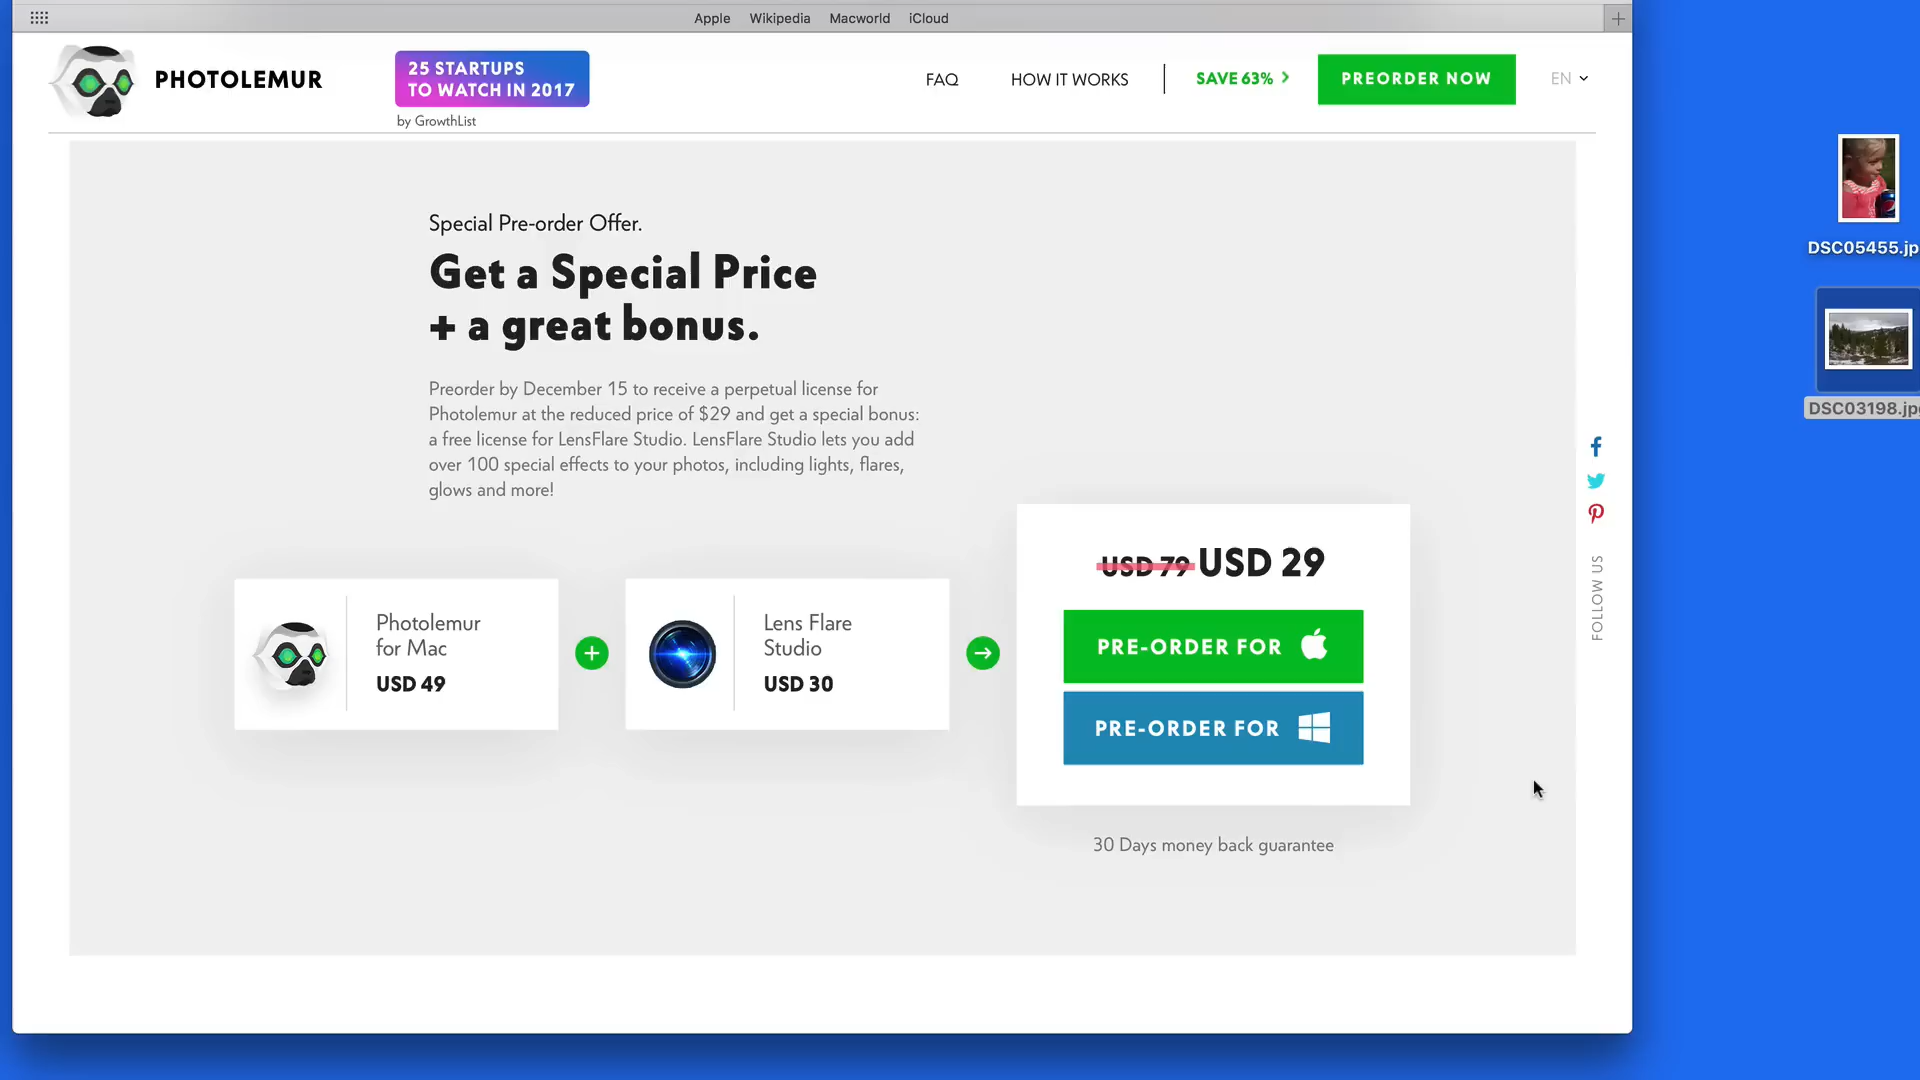 Apple Wikipedia Macworld iCloud
PHOTOLEMUR
25 STARTUPS
TO WATCH IN 2017
by GrowthList
FAQ
HOW IT WORKS
SAVE 63%
PREORDER NOW
EN
Special Pre-order Offer.
Get a Special Price
+ a great bonus.
Preorder by December 15 to receive a perpetual license for
Photolemur at the reduced price of $29 and get a special bonus:
a free license for LensFlare Studio. LensFlare Studio lets you add
over 100 special effects to your photos, including lights, flares,
glows and more!
Photolemur
for Mac
USD 49
Lens Flare
Studio
USD 30
USD 79 USD 29
PRE-ORDER FOR
PRE-ORDER FOR
30 Days money back guarantee
FOLLOW US
DSC05455.jp
DSC03198.jp